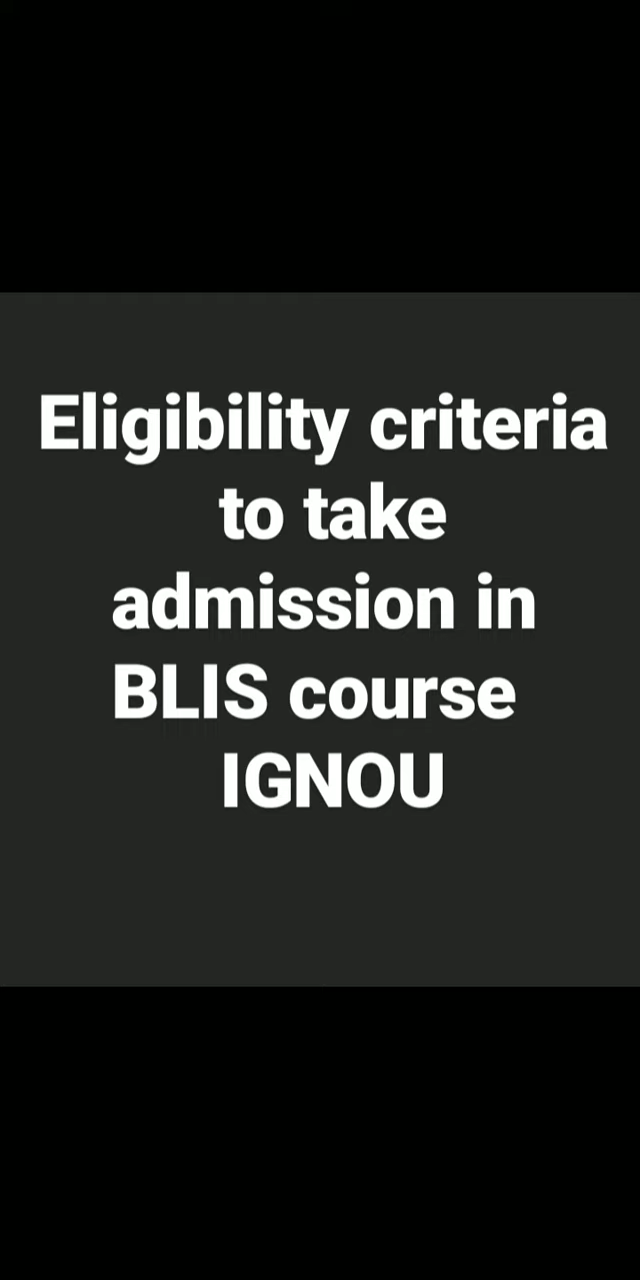 Eligibility criteria
to take
admission in
BLIS course
IGNOU